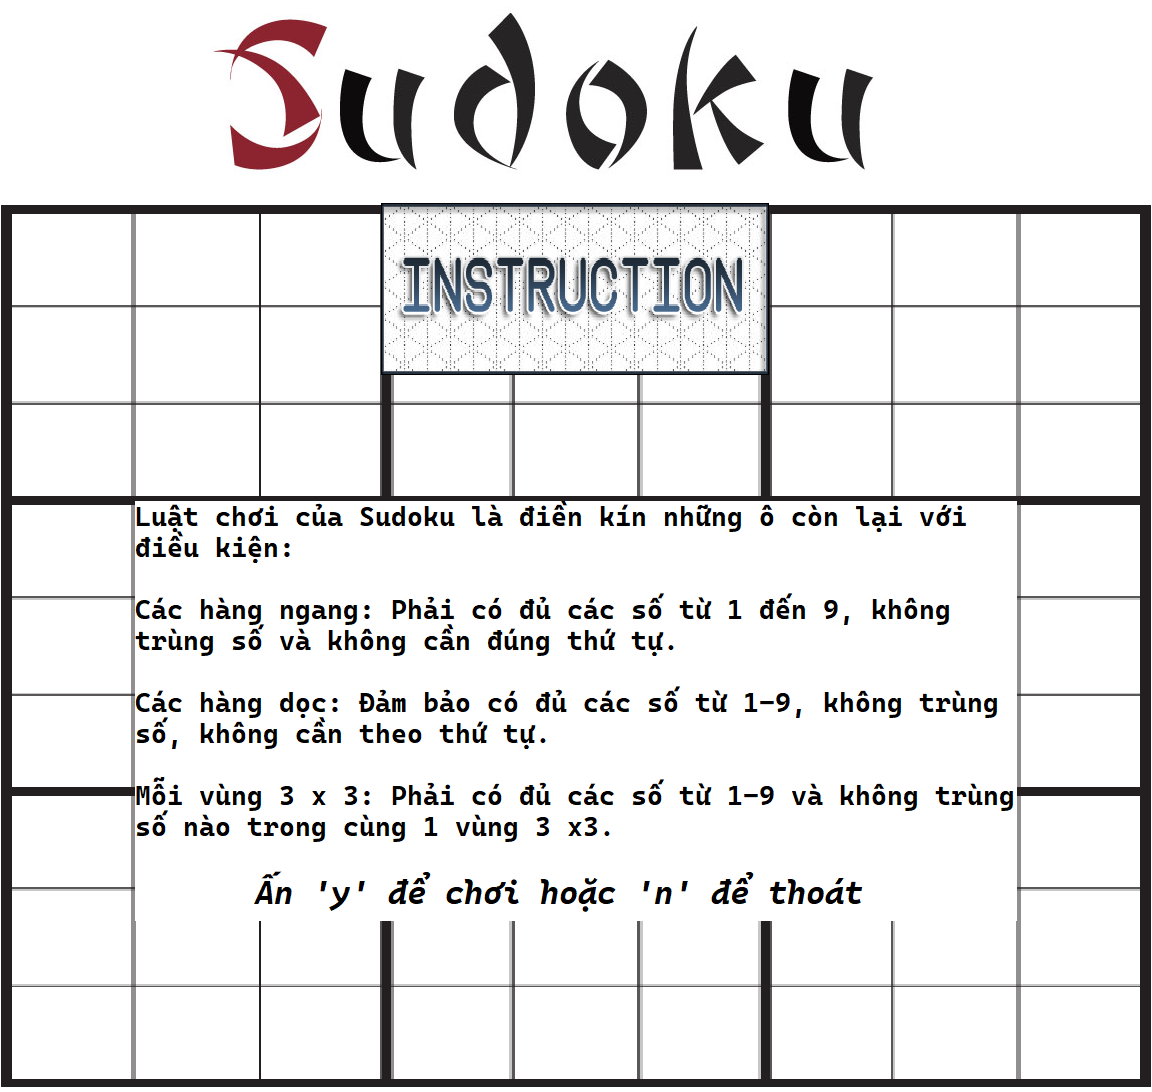 Sudoku
INSTRUCTION
Luật chơi của Sudoku là điền kín những ô còn lại với
điều kiện:
Các hàng ngang: Phải có đủ các số từ 1 đến 9, không
trùng số và không cần đúng thứ tự.
Các hàng dọc: Đảm bảo có đủ các số từ 1-9, không trùng
số, không cần theo thứ tự.
Mỗi vùng 3 x 3: Phải có đủ các số từ 1-9 và không trùng
số nào trong cùng 1 vùng 3 x3.
Ấn 'y' để chơi hoặc 'n' để thoát